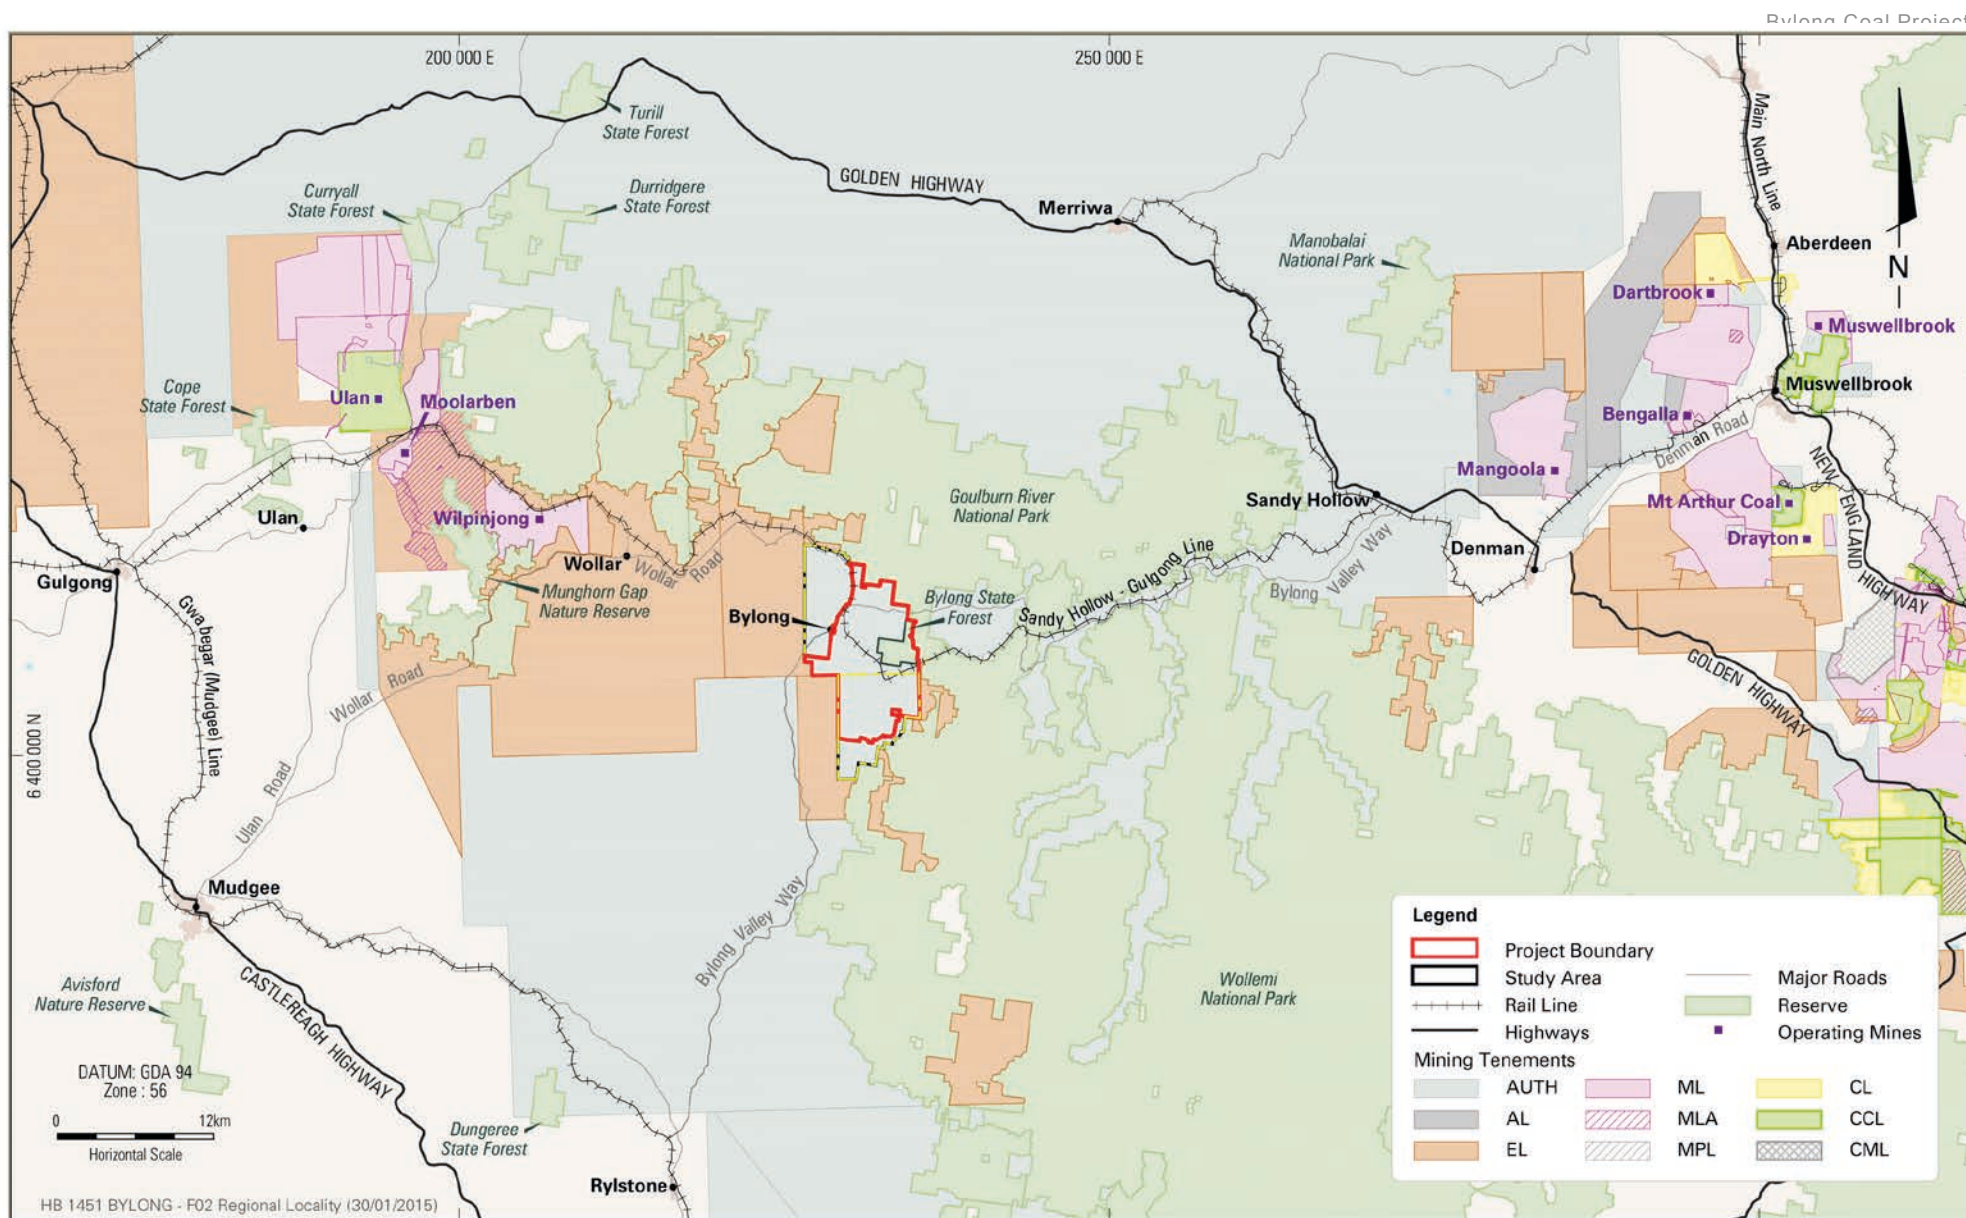 Bylong Coal Project
200 000 E
250 000 E
Turill
State Forest
Main North Line
GOLDEN HIGHWAY
Curryall
State Forest
Durridgere
State Forest
Merriwa
Manobalai
National Park
Aberdeen
N
Dartbrook
Muswellbrook
Muswellbrook
Cope
State Forest
Ulan
Moolarben
Bengalla
Denman Road
Mangoola
NEW ENGLAND HIGHWAY
Goulburn River
National Park
Sandy Hollow
Mt Arthur Coal
Ulan
Wilpinjong
Drayton
Denman
Wollar
Wollar Road
Sandy Hollow - Gulgong Line
Bylong Valley Way
Gulgong
Munghorn Gap
Nature Reserve
Bylong State
Forest
Bylong
Gwabegar (Mudgee) Line
Wollar Road
GOLDEN HIGHWAY
6 400 000 N
Ulan Road
Mudgee
Bylong Valley Way
Avisford
Nature Reserve
CASTLEREAGH HIGHWAY
Wollemi
National Park
DATUM: GDA 94
Zone : 56
0 12km
Horizontal Scale
Dungeree
State Forest
Rylstone
HB 1451 BYLONG - F02 Regional Locality (30/01/2015)
Legend
Project Boundary
Study Area
Rail Line
Highways
Major Roads
Reserve
Operating Mines
Mining Tenements
AUTH
ML
CL
AL
MLA
CCL
EL
MPL
CML